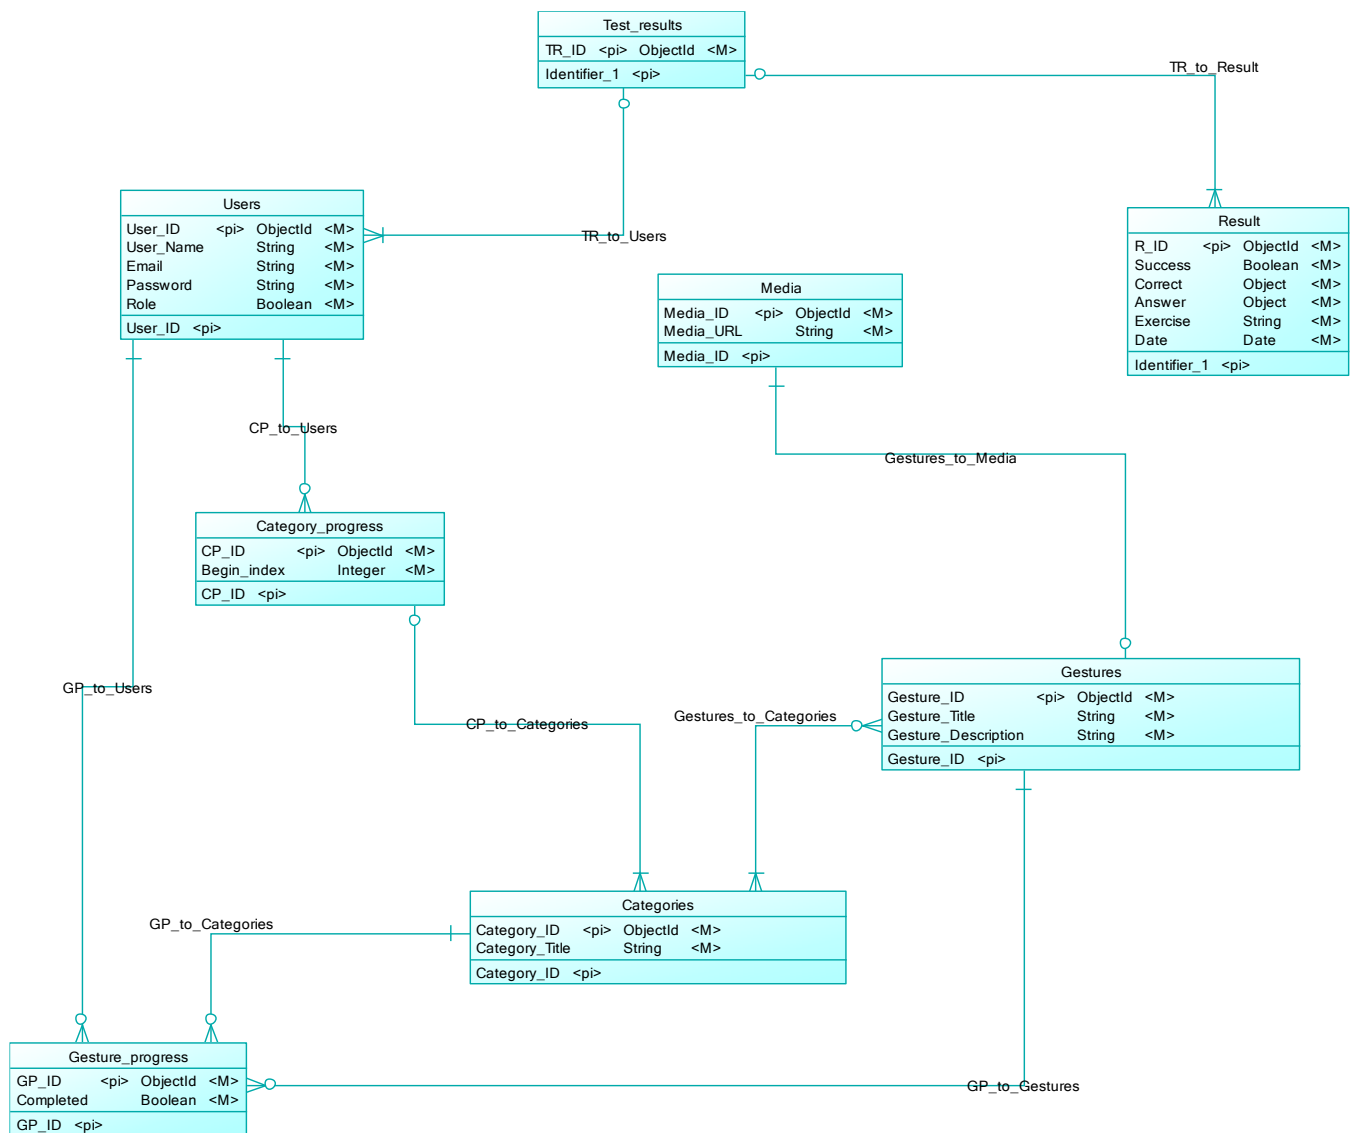 Test_results
TR_ID <pi> ObjectId <M>
Identifier_1 <pi>
TR_to_Result
Users
User_ID <pi> ObjectId <M>
User_Name String <M>
Email String <M>
Password String <M>
Role Boolean <M>
User_ID <pi>
TR_to_Users
Result
R_ID <pi> ObjectId <M>
Success Boolean <M>
Correct Object <M>
Answer Object <M>
Exercise String <M>
Date Date <M>
Identifier_1 <pi>
Media
Media_ID <pi> ObjectId <M>
Media_URL String <M>
Media_ID <pi>
CP_to_Users
Gestures_to_Media
Category_progress
CP_ID <pi> ObjectId <M>
Begin_index Integer <M>
CP_ID <pi>
GP_to_Users
CP_to_Categories
Gestures_to_Categories
Gestures
Gesture_ID <pi> ObjectId <M>
Gesture_Title String <M>
Gesture_Description String <M>
Gesture_ID <pi>
GP_to_Categories
Categories
Category_ID <pi> ObjectId <M>
Category_Title String <M>
Category_ID <pi>
Gesture_progress
GP_ID <pi> ObjectId <M>
Completed Boolean <M>
GP_ID <pi>
GP_to_Gestures